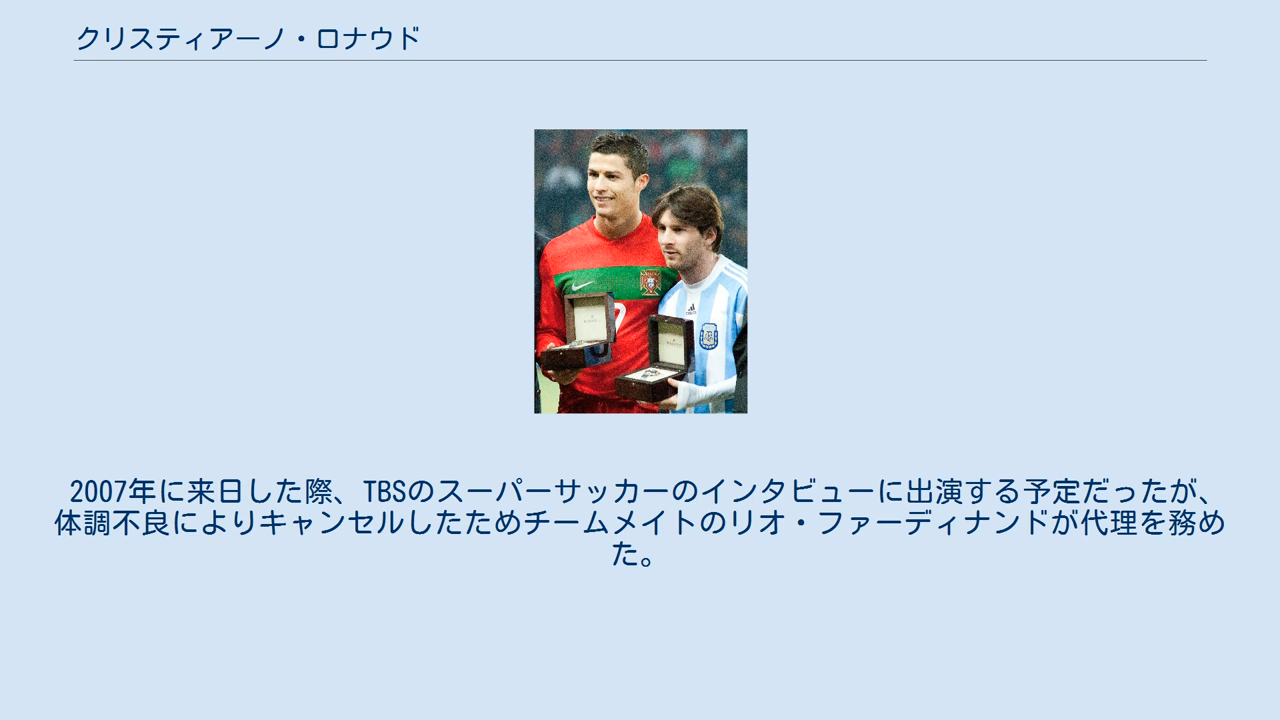 クリスティアーノ・ロナウド
2007年に来日した際、TBSのスーパーサッカーのインタビューに出演する予定だったが、
体調不良によりキャンセルしたためチームメイトのリオ・ファーディナンドが代理を務め
た。